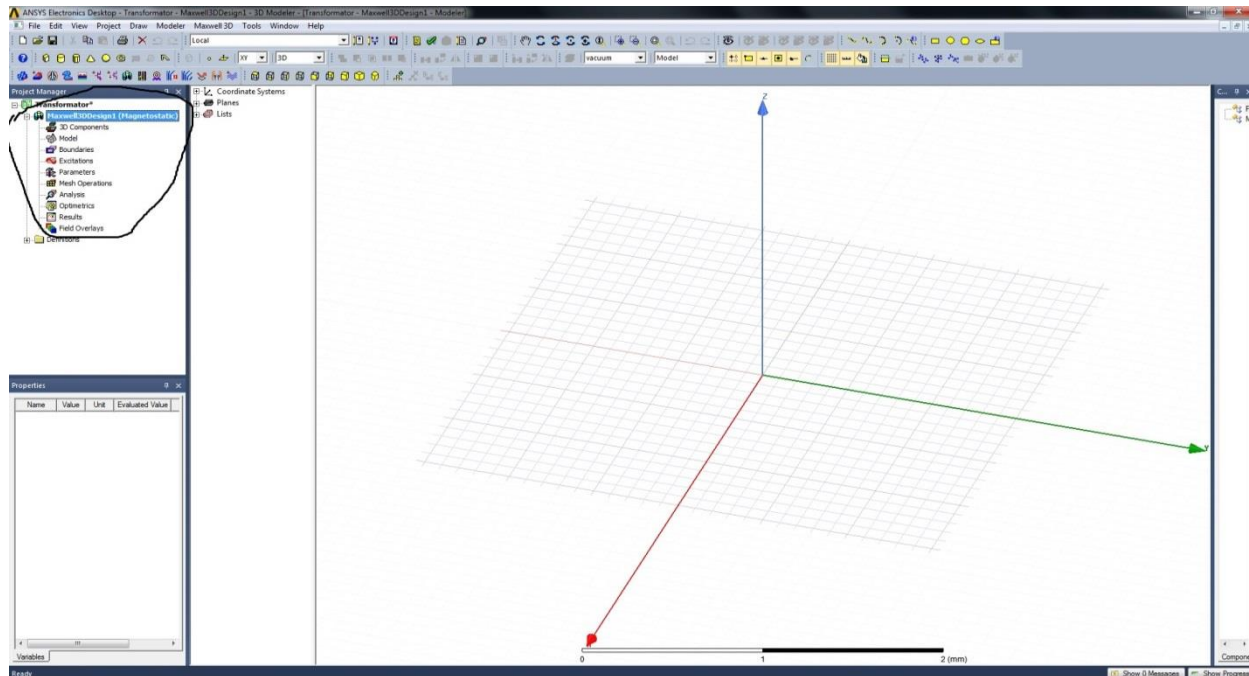 ANSYS Electronics Desktop - Transformator - Maxwell3DDesign1 - 3D Modeler - [Transformator - Maxwell3DDesign1 - Modeler]
File Edit View Project Draw Modeler Maxwell 3D Tools Window Help
Local
XY 3D vacuum Model
Project Manager
Transformator*
Maxwell3DDesign1 (Magnetostatic)
3D Components
Model
Boundaries
Excitations
Parameters
Mesh Operations
Analysis
Optimetrics
Results
Field Overlays
Definitions
Coordinate Systems
Planes
Lists
C...
Z
Y
Properties
Name Value Unit Evaluated Value
Variables
0 1 2 (mm)
Ready
Show 0 Messages